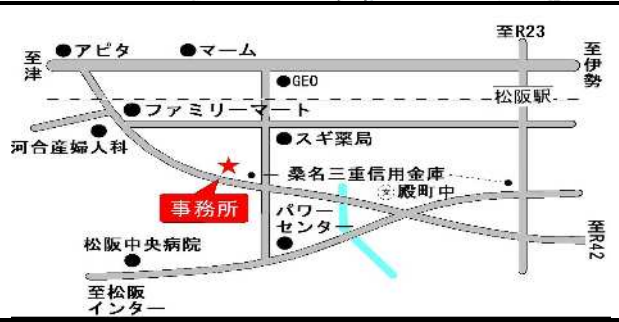 至R23
至
津
アピタ
マーム
至
伊
勢
GEO
松阪駅
ファミリーマート
河合産婦人科
スギ薬局
桑名三重信用金庫
文
殿町中
事務所
パワー
センター
至R42
松阪中央病院
至松阪
インター